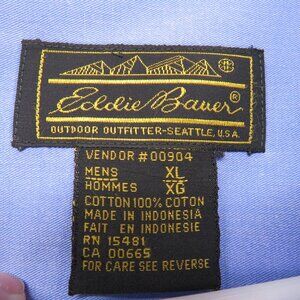 Eddie Bauer ®
OUTDOOR OUTFITTER-SEATTLE, U.S.A.
VENDOR #00904
MENS XL
HOMMES XG
COTTON 100% COTON
MADE IN INDONESIA
FAIT EN INDONESIE
RN 15481
CA 00665
FOR CARE SEE REVERSE